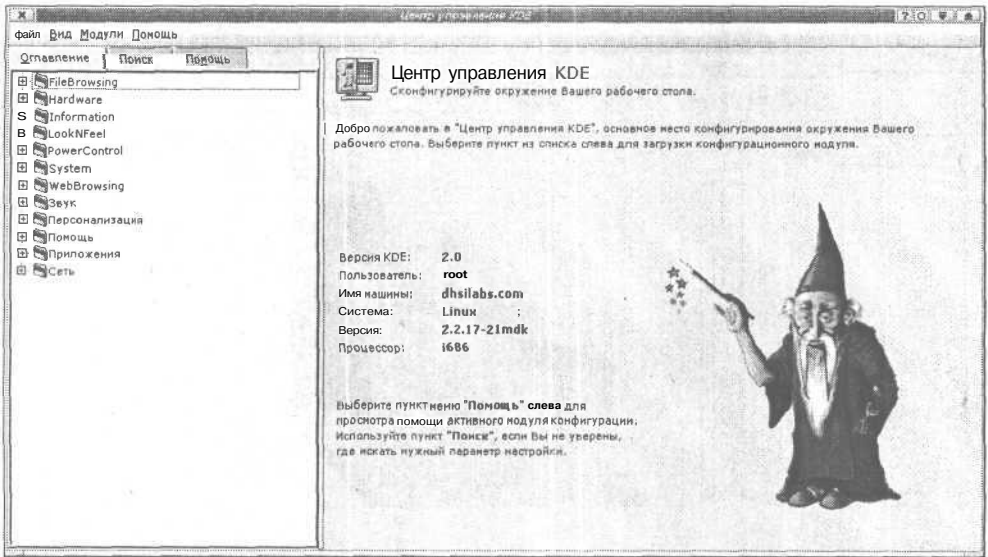 Центр управления KDE
файл Вид Модули Помощь
Оглавление Поиск Помощь
FileBrowsing
Hardware
S Information
B LookNFeel
PowerControl
System
WebBrowsing
Звук
Персонализация
Помощь
Приложения
Сеть
Центр управления KDE
Сконфигурируйте окружение Вашего рабочего стола.
Добро пожаловать в "Центр управления KDE", основное место конфигурирования окружения Вашего
рабочего стола. Выберите пункт из списка слева для загрузки конфигурационного модуля.
Версия KDE: 2.0
Пользователь: root
Имя машины: dhsilabs.com
Система: Linux ;
Версия: 2.2.17-21mdk
Процессор: i686
Выберите пункт меню "Помощь" слева для
просмотра помощи активного модуля конфигурации.
Используйте пункт "Поиск", если Вы не уверены,
где искать нужный параметр настройки.